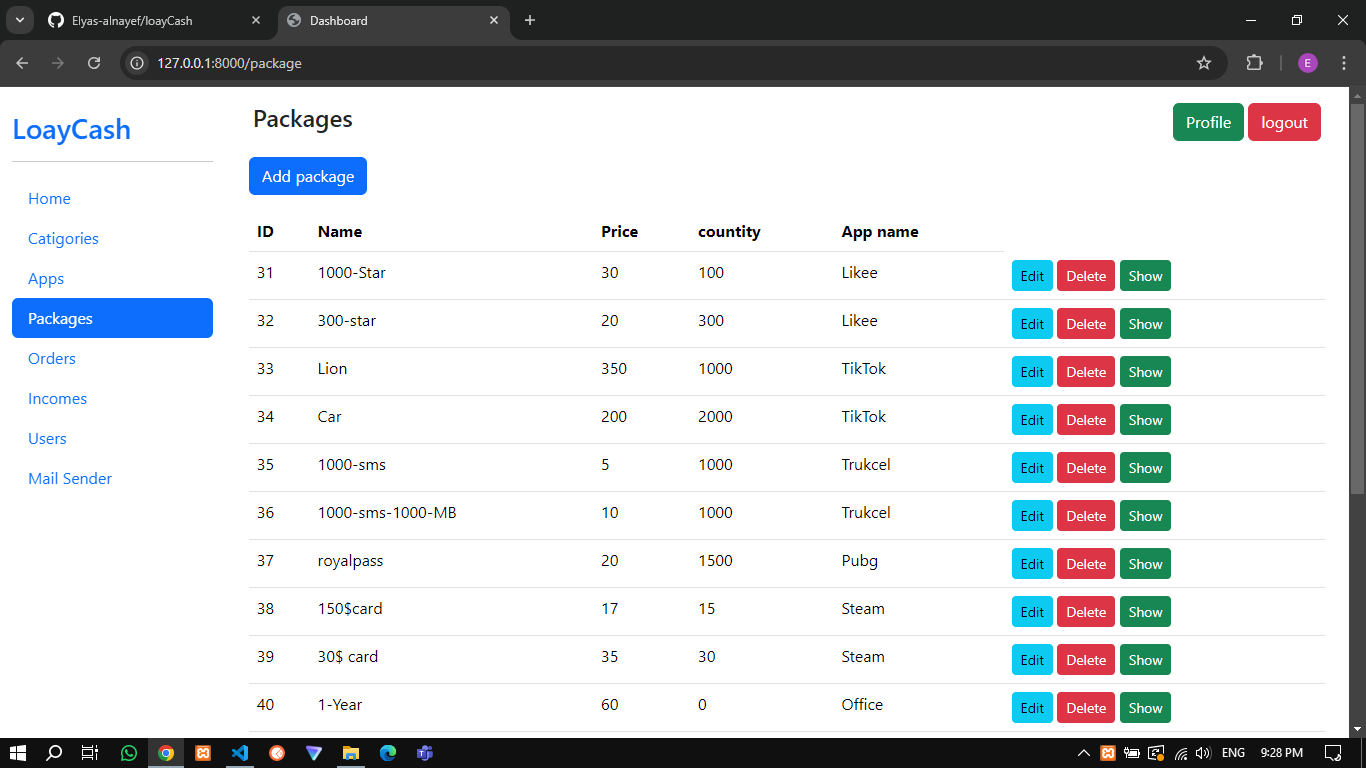 Elyas-alnayef/loayCash
Dashboard
127.0.0.1:8000/package
E
LoayCash
Packages
Profile logout
Add package
Home
Catigories
Apps
Packages
Orders
Incomes
Users
Mail Sender
ID Name Price countity App name
31 1000-Star 30 100 Likee Edit Delete Show
32 300-star 20 300 Likee Edit Delete Show
33 Lion 350 1000 TikTok Edit Delete Show
34 Car 200 2000 TikTok Edit Delete Show
35 1000-sms 5 1000 Trukcel Edit Delete Show
36 1000-sms-1000-MB 10 1000 Trukcel Edit Delete Show
37 royalpass 20 1500 Pubg Edit Delete Show
38 150$card 17 15 Steam Edit Delete Show
39 30$ card 35 30 Steam Edit Delete Show
40 1-Year 60 0 Office Edit Delete Show
ENG 9:28 PM